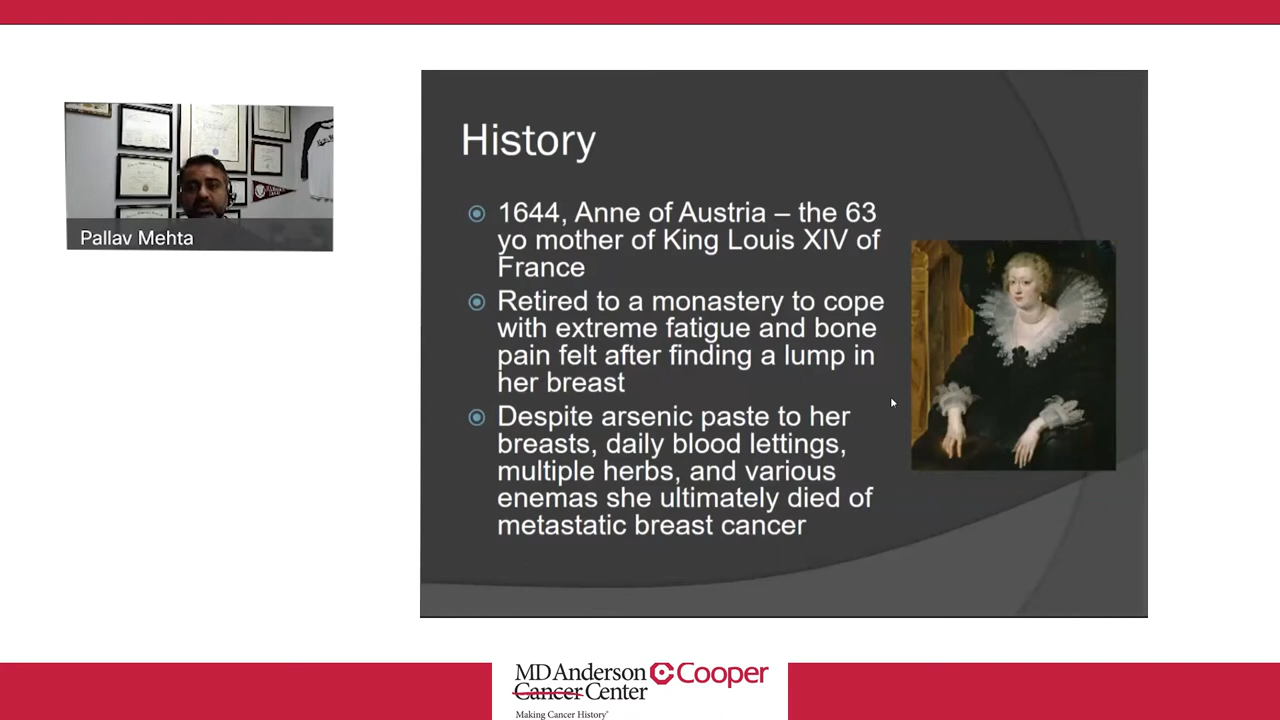 History
1644, Anne of Austria – the 63
yo mother of King Louis XIV of
France
Retired to a monastery to cope
with extreme fatigue and bone
pain felt after finding a lump in
her breast
Despite arsenic paste to her
breasts, daily blood lettings,
multiple herbs, and various
enemas she ultimately died of
metastatic breast cancer
Pallav Mehta
MD Anderson
Cancer Center
Making Cancer History®
Cooper